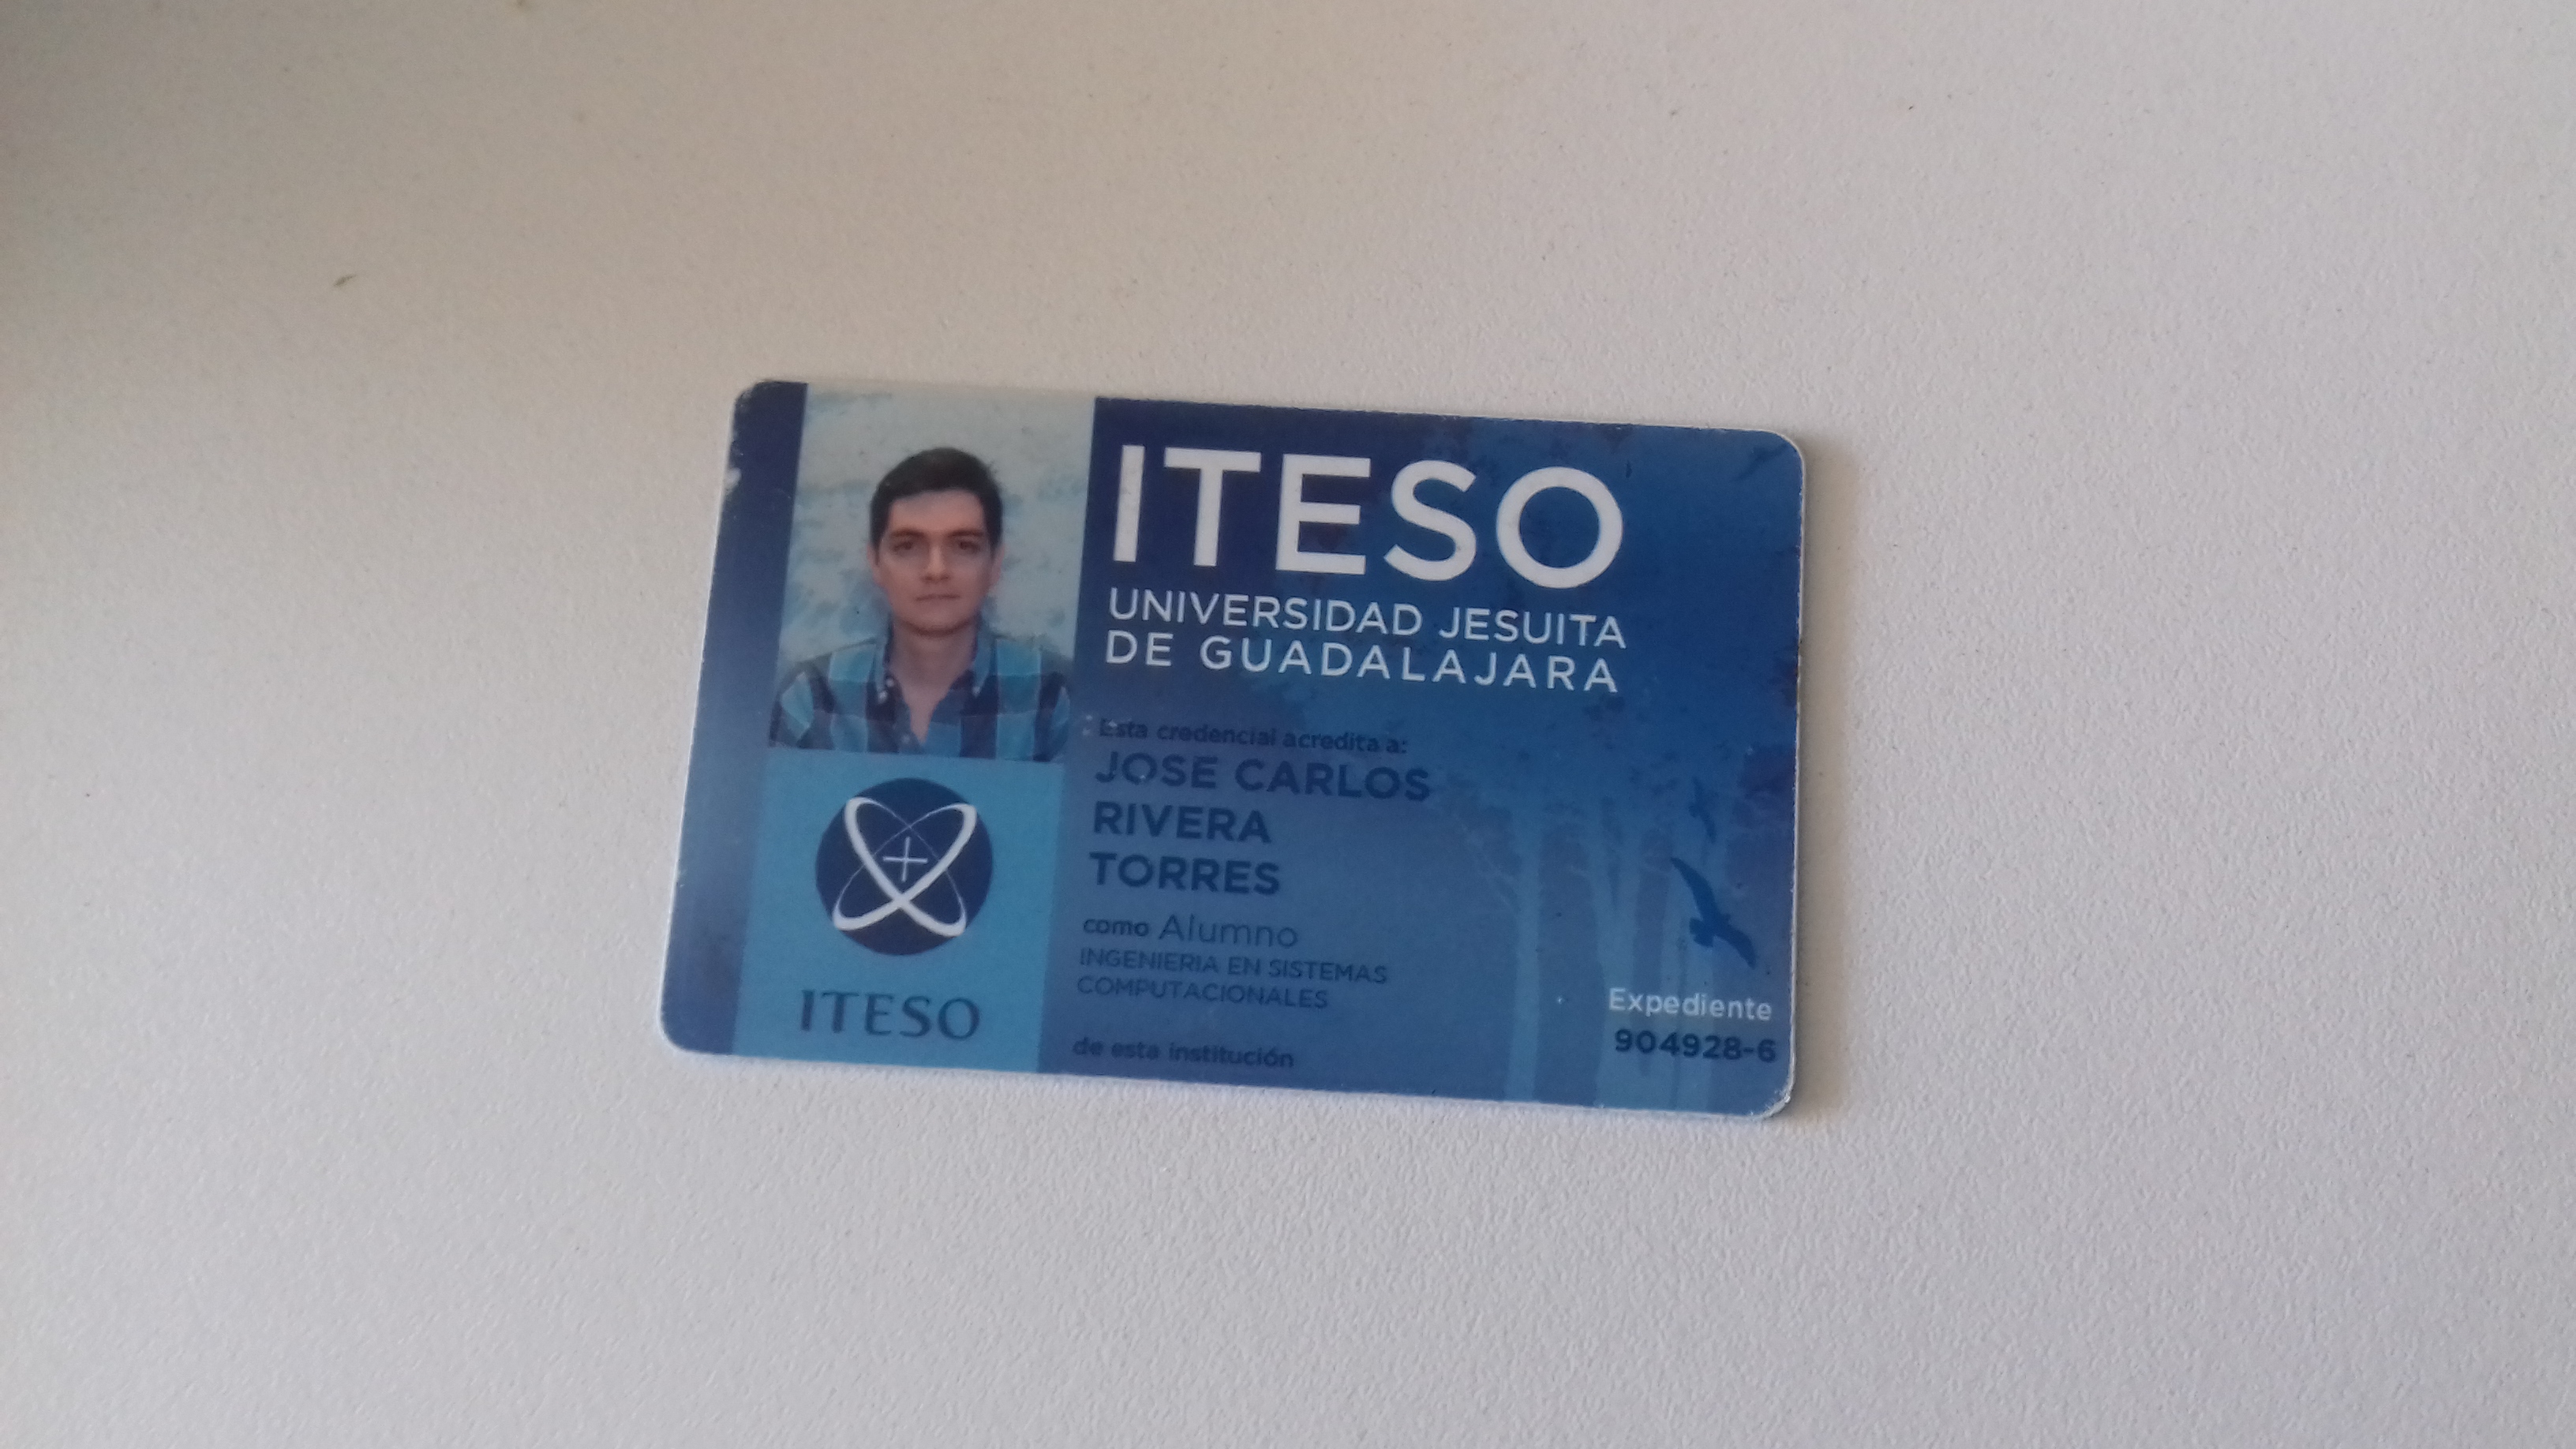 ITESO
UNIVERSIDAD JESUITA
DE GUADALAJARA
Esta credencial acredita a:
JOSE CARLOS
RIVERA
TORRES
como Alumno
INGENIERIA EN SISTEMAS
COMPUTACIONALES
de esta institución
ITESO
Expediente
904928-6